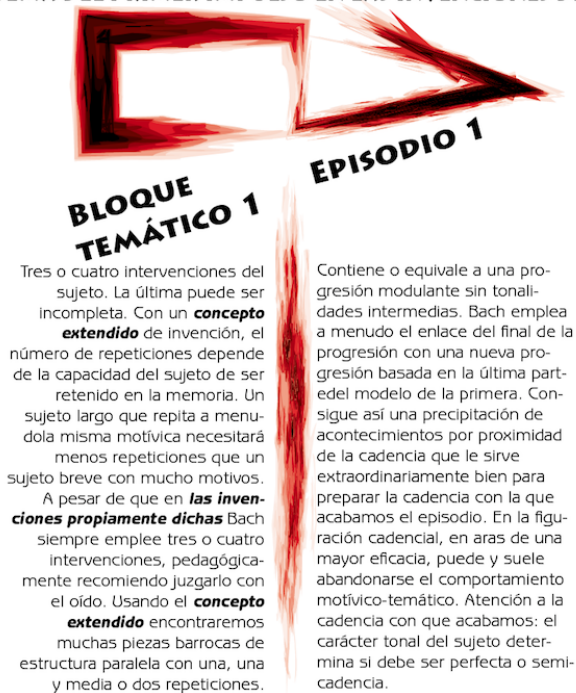 BLOQUE
TEMÁTICO 1
EPISODIO 1
Tres o cuatro intervenciones del
sujeto. La última puede ser
incompleta. Con un concepto
extendido de invención, el
número de repeticiones depende
de la capacidad del sujeto de ser
retenido en la memoria. Un
sujeto largo que repita a menu-
dola misma motívica necesitará
menos repeticiones que un
sujeto breve con mucho motivos.
A pesar de que en las inven-
ciones propiamente dichas Bach
siempre emplee tres o cuatro
intervenciones, pedagógica-
mente recomiendo juzgarlo con
el oído. Usando el concepto
extendido encontraremos
muchas piezas barrocas de
estructura paralela con una, una
y media o dos repeticiones.
Contiene o equivale a una pro-
gresión modulante sin tonali-
dades intermedias. Bach emplea
a menudo el enlace del final de la
progresión con una nueva pro-
gresión basada en la última part-
edel modelo de la primera. Con-
sigue así una precipitación de
acontecimientos por proximidad
de la cadencia que le sirve
extraordinariamente bien para
preparar la cadencia con la que
acabamos el episodio. En la figu-
ración cadencial, en aras de una
mayor eficacia, puede y suele
abandonarse el comportamiento
motívico-temático. Atención a la
cadencia con que acabamos: el
carácter tonal del sujeto deter-
mina si debe ser perfecta o semi-
cadencia.